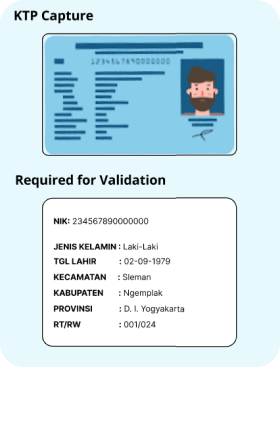 KTP Capture
1234567890000000
Required for Validation
NIK: 234567890000000
JENIS KELAMIN : Laki-Laki
TGL LAHIR : 02-09-1979
KECAMATAN : Sleman
KABUPATEN : Ngemplak
PROVINSI : D. I. Yogyakarta
RT/RW : 001/024